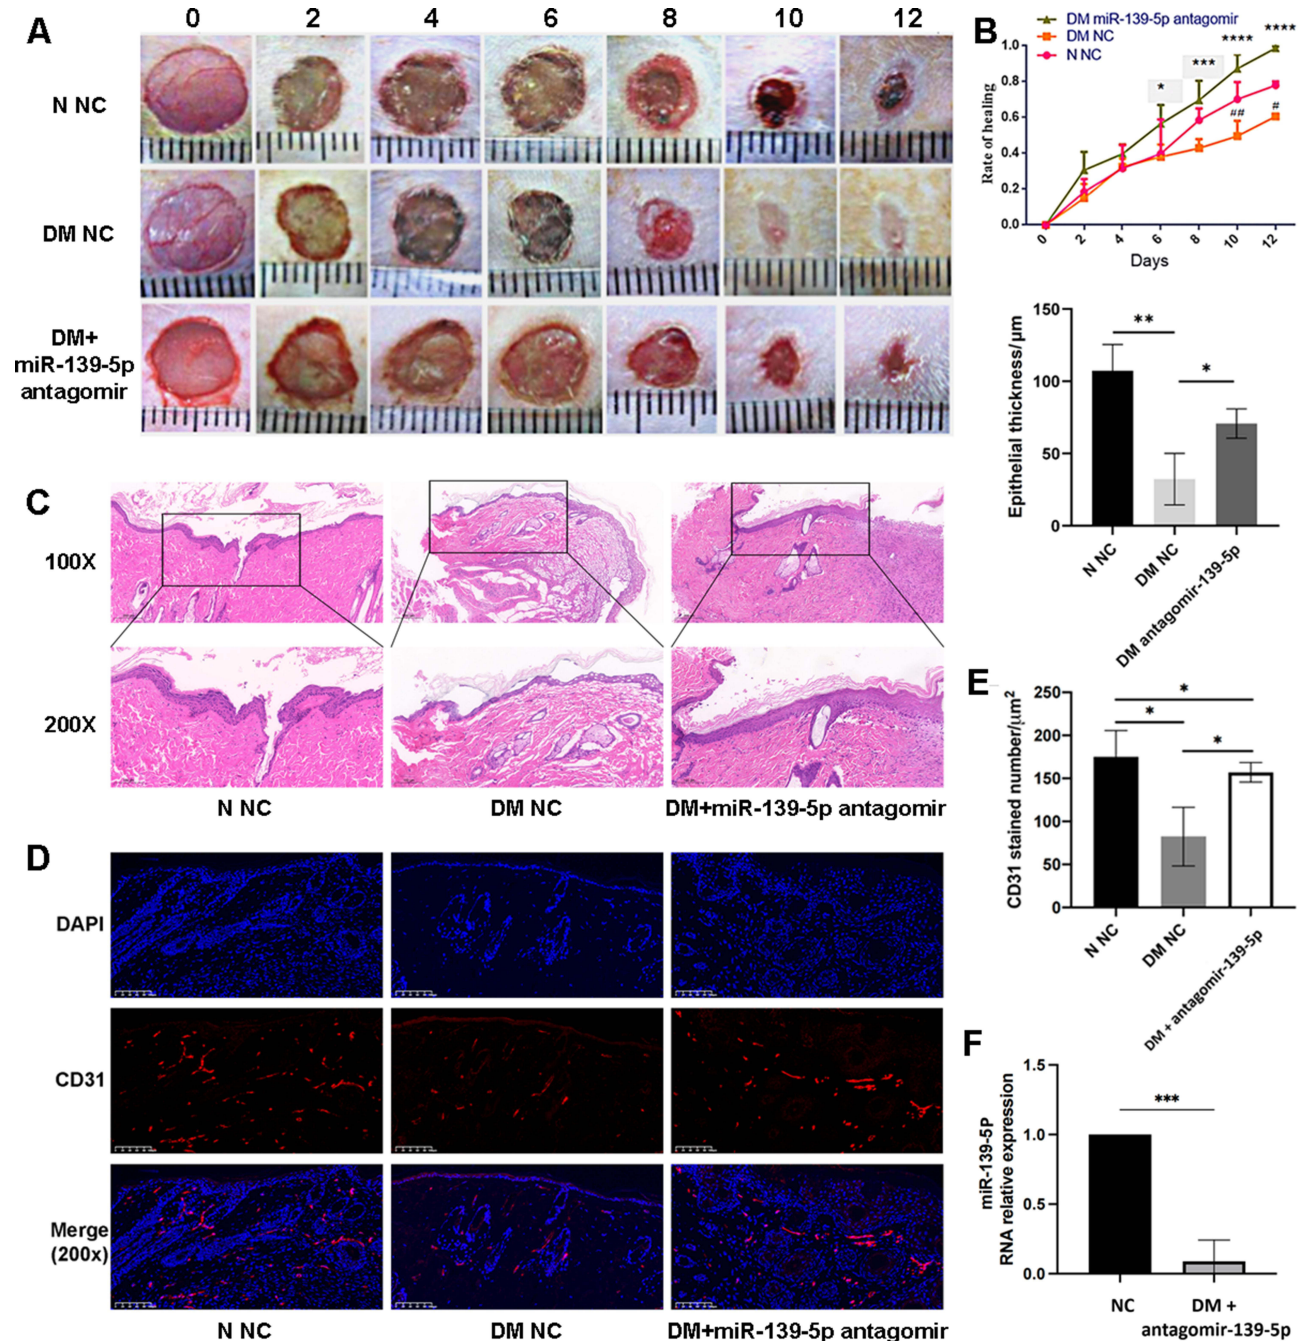 A
0 2 4 6 8 10 12
N NC
DM NC
DM+
miR-139-5p
antagomir
B
DM miR-139-5p antagomir
DM NC
N NC
Rate of healing
1.0
0.8
0.6
0.4
0.2
0.0
* *** **** ****
## #
0 2 4 6 8 10 12
Days
Epithelial thickness/μm
150
100
50
0
**
*
N NC
DM NC
DM antagomir-139-5p
C
100X
200X
N NC DM NC DM+miR-139-5p antagomir
D
DAPI
CD31
Merge
(200x)
N NC DM NC DM+miR-139-5p antagomir
E
CD31 stained number/μm²
250
200
150
100
50
0
*
*
*
N NC
DM NC
DM + antagomir-139-5p
F
miR-139-5P
RNA relative expression
1.5
1.0
0.5
0.0
***
NC
DM +
antagomir-139-5p